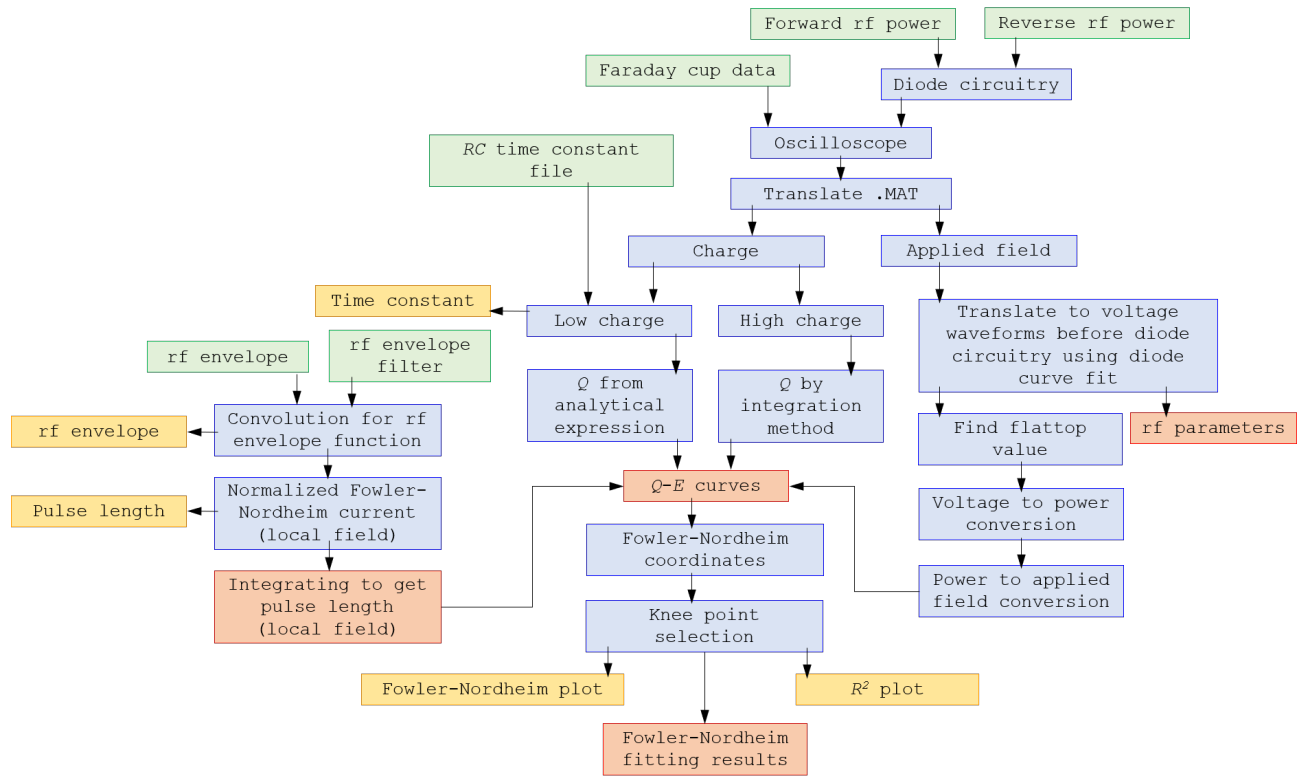 Forward rf power
Reverse rf power
Faraday cup data
Diode circuitry
Oscilloscope
RC time constant
file
Translate .MAT
Charge
Applied field
Time constant
Low charge
High charge
Translate to voltage
waveforms before diode
circuitry using diode
curve fit
rf envelope
rf envelope
filter
Q from
analytical
expression
Q by
integration
method
rf envelope
Convolution for rf
envelope function
Find flattop
value
rf parameters
Pulse length
Normalized Fowler-
Nordheim current
(local field)
Q-E curves
Voltage to power
conversion
Fowler-Nordheim
coordinates
Integrating to get
pulse length
(local field)
Power to applied
field conversion
Knee point
selection
Fowler-Nordheim plot
R² plot
Fowler-Nordheim
fitting results